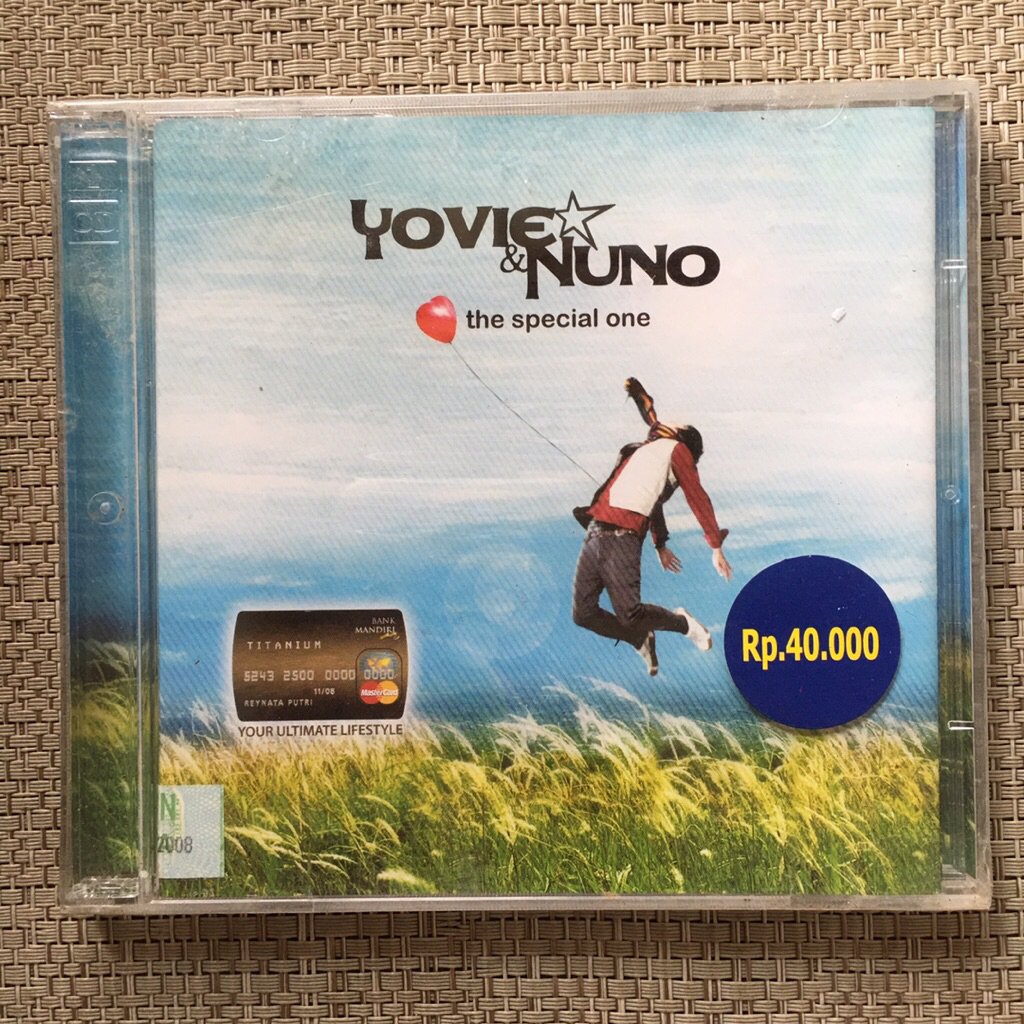 YOVIE
& NUNO
the special one
Rp.40.000
BANK
MANDIRI
TITANIUM
5243 2500 0000 0000
11/08
MasterCard
REYNATA PUTRI
YOUR ULTIMATE LIFESTYLE
N
2008